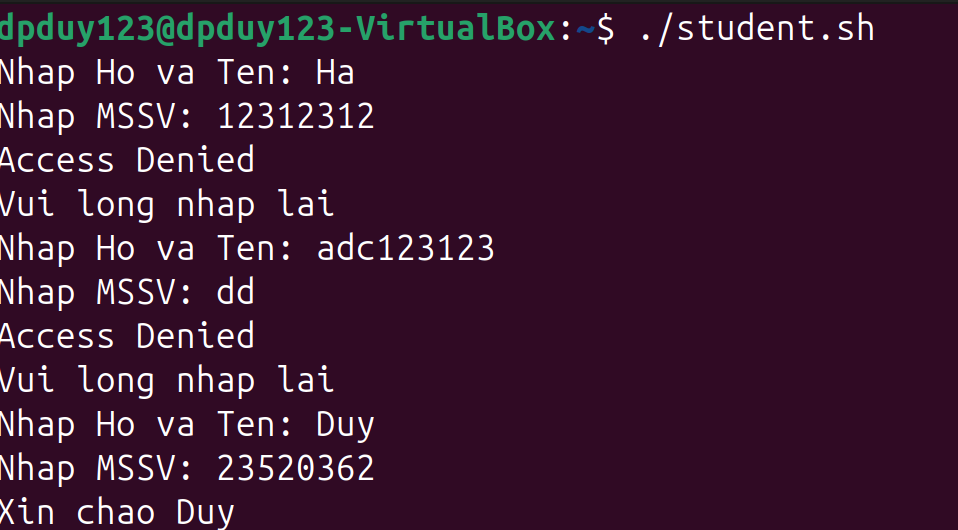 dpduy123@dpduy123-VirtualBox:~$ ./student.sh
Nhap Ho va Ten: Ha
Nhap MSSV: 12312312
Access Denied
Vui long nhap lai
Nhap Ho va Ten: adc123123
Nhap MSSV: dd
Access Denied
Vui long nhap lai
Nhap Ho va Ten: Duy
Nhap MSSV: 23520362
Xin chao Duy